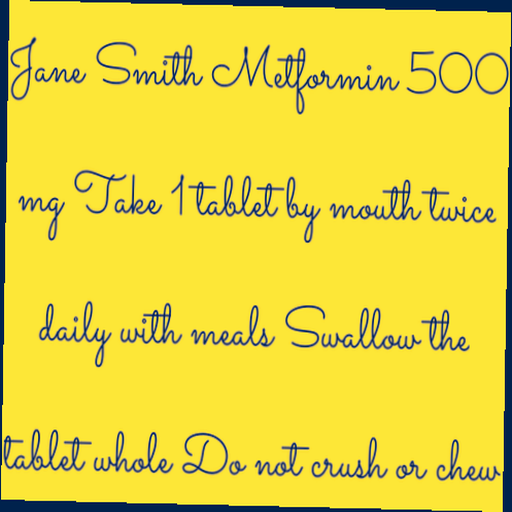 Jane Smith Metformin 500
mg Take 1 tablet by mouth twice
daily with meals Swallow the
tablet whole Do not crush or chew